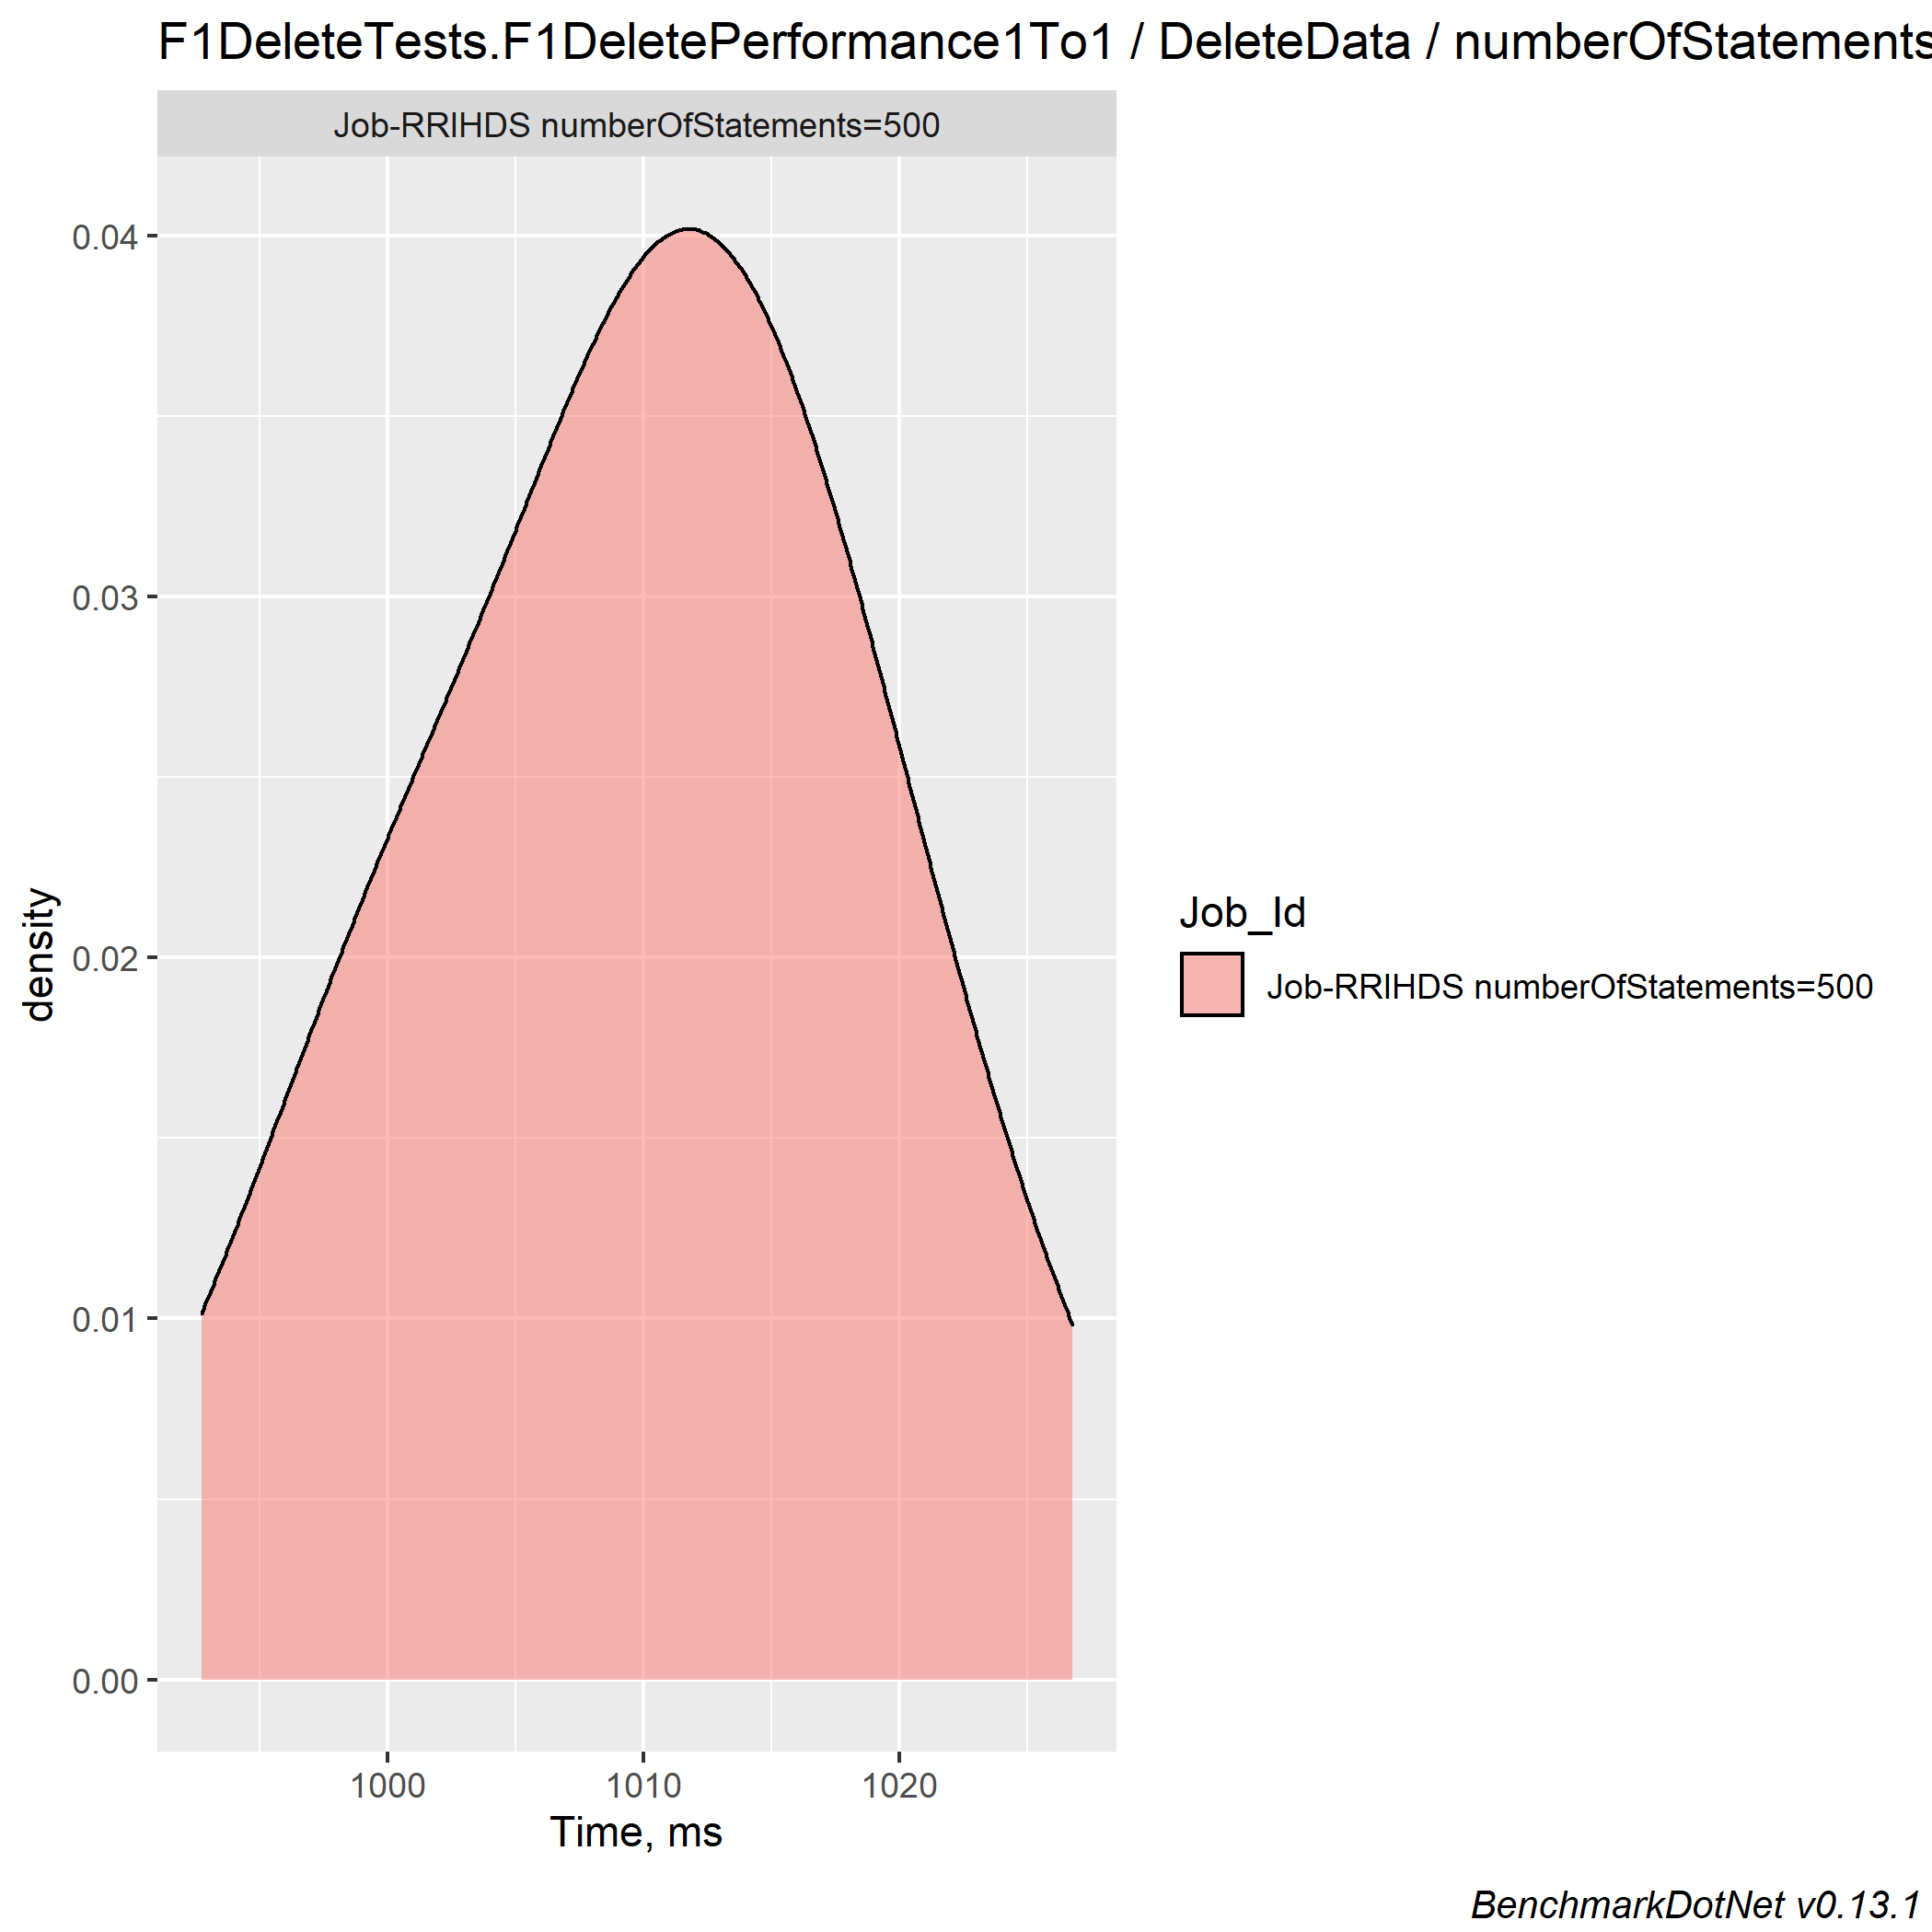 F1DeleteTests.F1DeletePerformance1To1 / DeleteData / numberOfStatements
Job-RRIHDS numberOfStatements=500
0.04
0.03
0.02
0.01
0.00
density
1000 1010 1020
Time, ms
Job_Id
Job-RRIHDS numberOfStatements=500
BenchmarkDotNet v0.13.1